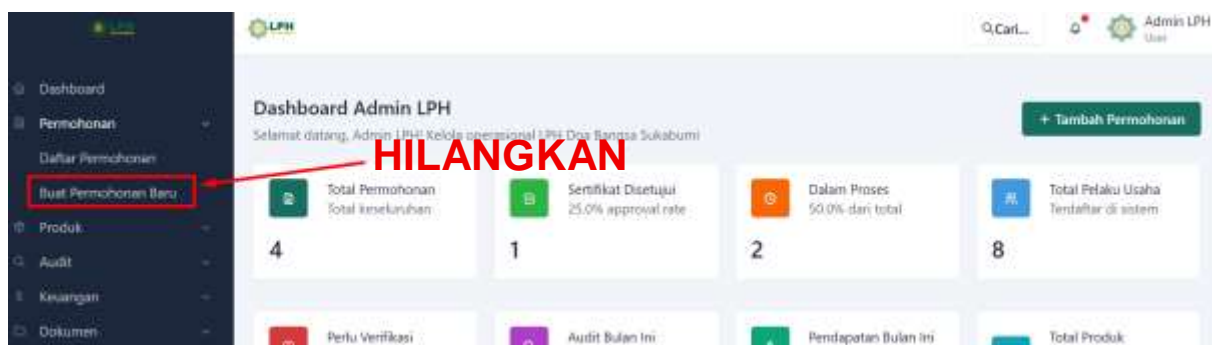 LPH
LPH
Cari...
Admin LPH
User
Dashboard
Permohonan
Daftar Permohonan
Buat Permohonan Baru
Produk
Audit
Keuangan
Dokumen
Dashboard Admin LPH
Selamat datang, Admin LPH! Kelola operasional LPH Doa Bangsa Sukabumi
+ Tambah Permohonan
HILANGKAN
Total Permohonan
Total keseluruhan
4
Sertifikat Disetujui
25.0% approval rate
1
Dalam Proses
50.0% dari total
2
Total Pelaku Usaha
Terdaftar di sistem
8
Perlu Verifikasi
Audit Bulan Ini
Pendapatan Bulan Ini
Total Produk